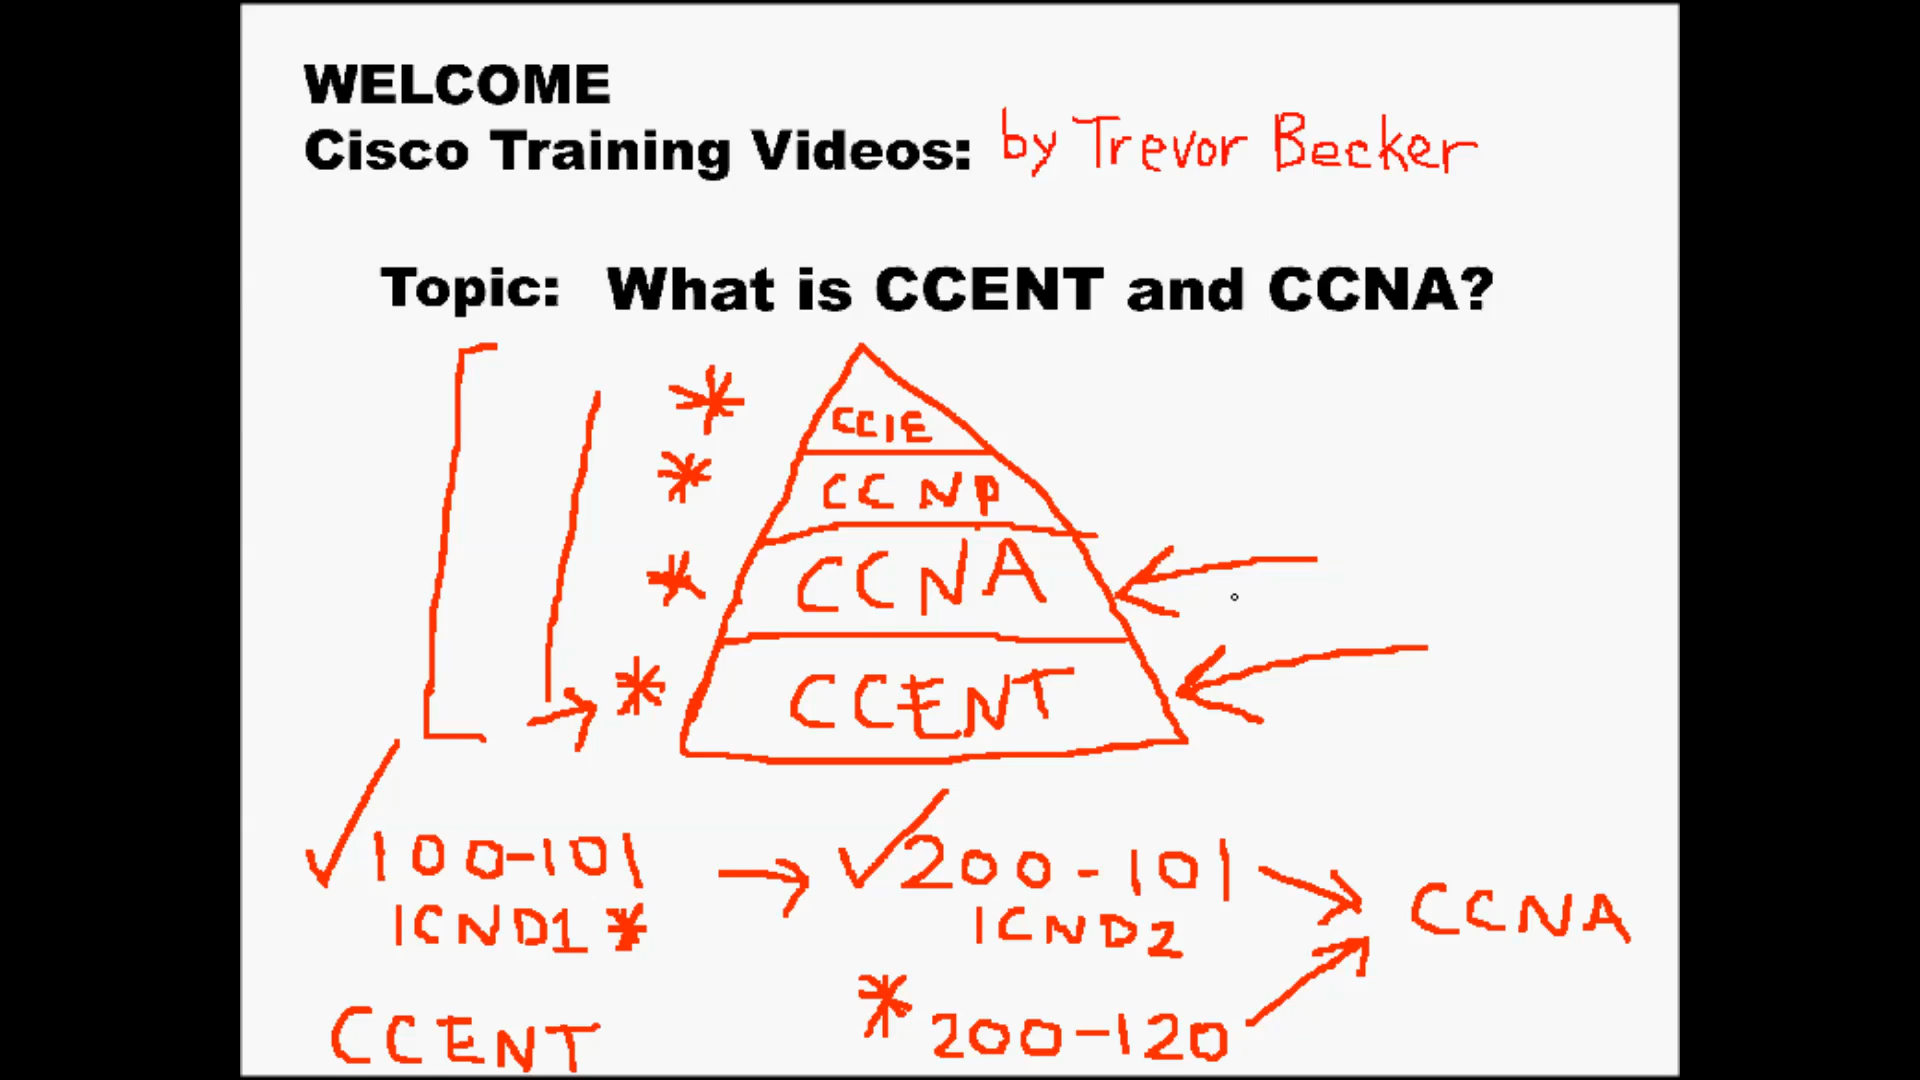 WELCOME
Cisco Training Videos: by Trevor Becker
Topic: What is CCENT and CCNA?
CCIE
CCNP
CCNA
CCENT
100-101
ICND1*
200-101
ICND2
CCNA
CCENT
*200-120